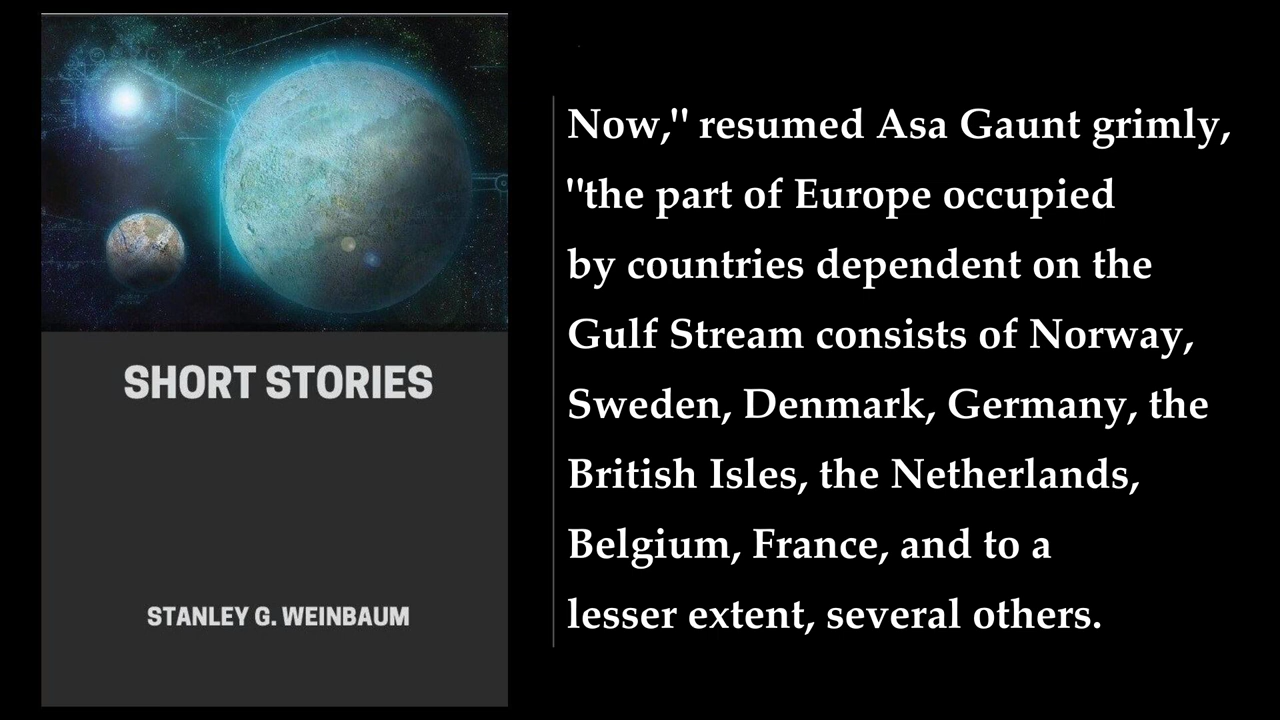 SHORT STORIES
STANLEY G. WEINBAUM
Now," resumed Asa Gaunt grimly,
"the part of Europe occupied
by countries dependent on the
Gulf Stream consists of Norway,
Sweden, Denmark, Germany, the
British Isles, the Netherlands,
Belgium, France, and to a
lesser extent, several others.